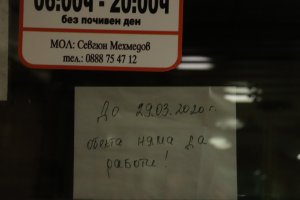 08:00ч - 20:00ч
без почивен ден
МОЛ: Севгюн Мехмедов
тел.: 0888 75 47 12
До 29.03.2020 г.
обекта няма да
работи!